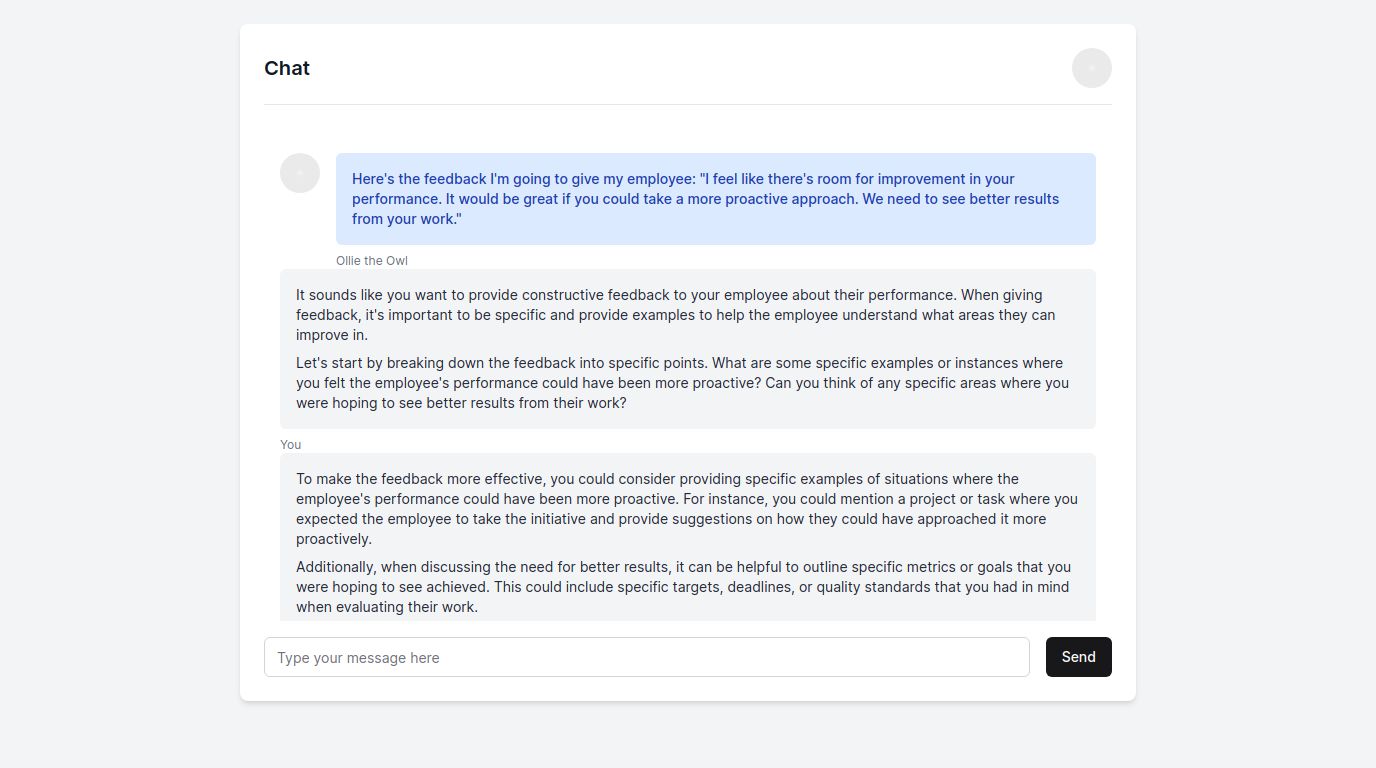 Chat
Here's the feedback I'm going to give my employee: "I feel like there's room for improvement in your
performance. It would be great if you could take a more proactive approach. We need to see better results
from your work."
Ollie the Owl
It sounds like you want to provide constructive feedback to your employee about their performance. When giving
feedback, it's important to be specific and provide examples to help the employee understand what areas they can
improve in.
Let's start by breaking down the feedback into specific points. What are some specific examples or instances where
you felt the employee's performance could have been more proactive? Can you think of any specific areas where you
were hoping to see better results from their work?
You
To make the feedback more effective, you could consider providing specific examples of situations where the
employee's performance could have been more proactive. For instance, you could mention a project or task where you
expected the employee to take the initiative and provide suggestions on how they could have approached it more
proactively.
Additionally, when discussing the need for better results, it can be helpful to outline specific metrics or goals that you
were hoping to see achieved. This could include specific targets, deadlines, or quality standards that you had in mind
when evaluating their work.
Type your message here
Send